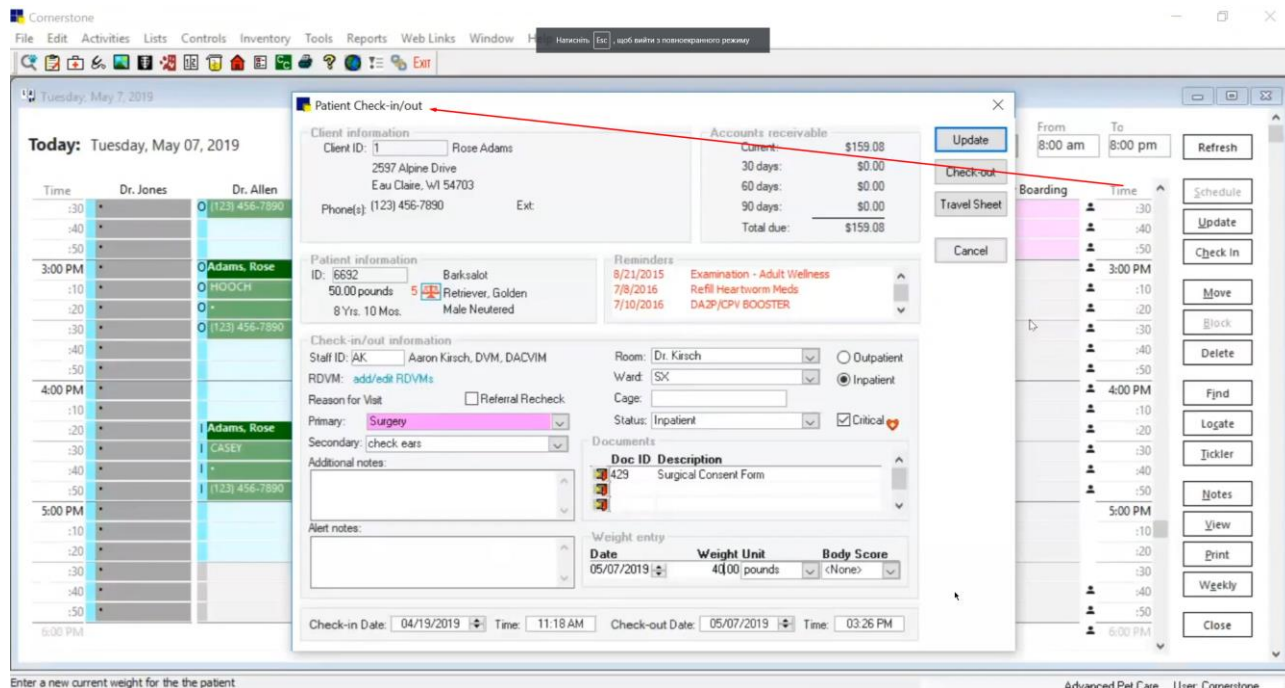 Cornerstone
File Edit Activities Lists Controls Inventory Tools Reports Web Links Window H
Натисніть Esc , щоб вийти з повноекранного режиму
Exit
Tuesday, May 7, 2019
Patient Check-in/out
Today: Tuesday, May 07, 2019
From To
8:00 am 8:00 pm
Refresh
Time Dr. Jones Dr. Allen
Boarding Time
:30 (123) 456-7890 :30
:40 :40
:50 :50
3:00 PM Adams, Rose 3:00 PM
:10 HOOCH :10
:20 :20
:30 (123) 456-7890 :30
:40 :40
:50 :50
4:00 PM 4:00 PM
:10 :10
:20 Adams, Rose :20
:30 CASEY :30
:40 :40
:50 (123) 456-7890 :50
5:00 PM 5:00 PM
:10 :10
:20 :20
:30 :30
:40 :40
:50 :50
6:00 PM 6:00 PM
Client information
Client ID: 1 Rose Adams
2597 Alpine Drive
Eau Claire, WI 54703
Phone(s): (123) 456-7890 Ext:
Accounts receivable
Current: $159.08
30 days: $0.00
60 days: $0.00
90 days: $0.00
Total due: $159.08
Update
Check-out
Travel Sheet
Cancel
Patient information
ID: 6692 Barksalot
50.00 pounds 5 Retriever, Golden
8 Yrs. 10 Mos. Male Neutered
Reminders
8/21/2015 Examination - Adult Wellness
7/8/2016 Refill Heartworm Meds
7/10/2016 DA2P/CPV BOOSTER
Check-in/out information
Staff ID: AK Aaron Kirsch, DVM, DACVIM
RDVM: add/edit RDVMs
Reason for Visit Referral Recheck
Primary: Surgery
Secondary: check ears
Additional notes:
Alert notes:
Room: Dr. Kirsch Outpatient
Ward: SX Inpatient
Cage:
Status: Inpatient Critical
Documents
Doc ID Description
429 Surgical Consent Form
Weight entry
Date Weight Unit Body Score
05/07/2019 40.00 pounds <None>
Check-in Date: 04/19/2019 Time: 11:18 AM Check-out Date: 05/07/2019 Time: 03:26 PM
Schedule
Update
Check In
Move
Block
Delete
Find
Locate
Tickler
Notes
View
Print
Weekly
Close
Enter a new current weight for the the patient
Advanced Pet Care User: Cornerstone